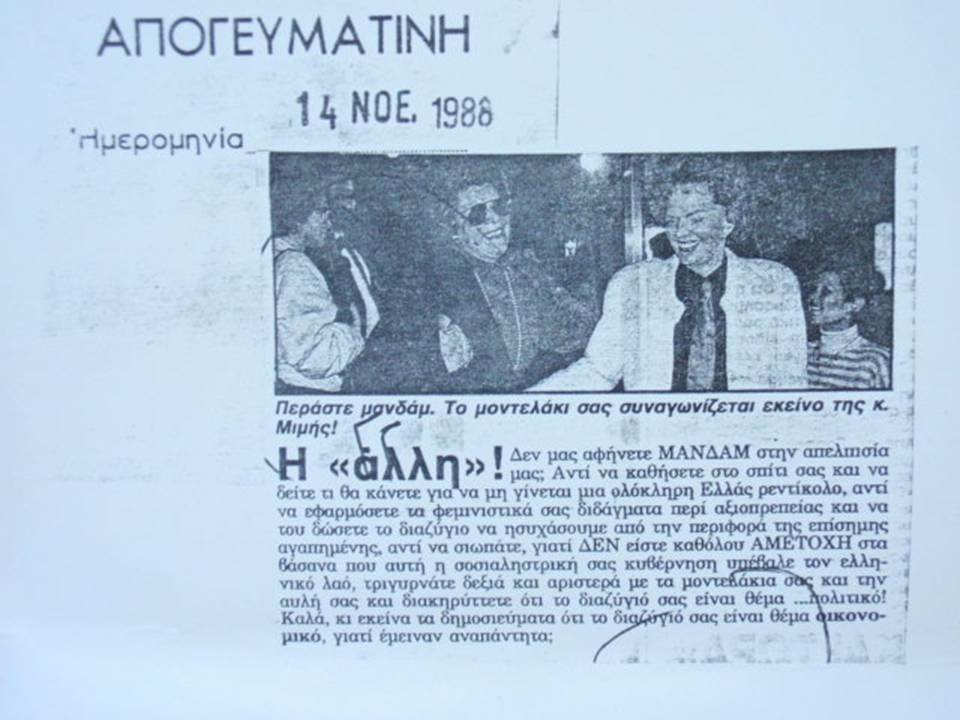 ΑΠΟΓΕΥΜΑΤΙΝΗ
14 ΝΟΕ. 1988
Ημερομηνία
Περάστε μανδάμ. Το μοντελάκι σας συναγωνίζεται εκείνο της κ.
Μιμής!
Η «άλλη»! Δεν μας αφήνετε ΜΑΝΔΑΜ στην απελπισία
μας; Αντί να καθήσετε στο σπίτι σας και να
δείτε τι θα κάνετε για να μη γίνεται μια ολόκληρη Ελλάς ρεντίκολο, αντί
να εφαρμόσετε τα φεμινιστικά σας διδάγματα περί αξιοπρεπείας και να
του δώσετε το διαζύγιο να ησυχάσουμε από την περιφορά της επίσημης
αγαπημένης, αντί να σιωπάτε, γιατί ΔΕΝ είστε καθόλου ΑΜΕΤΟΧΗ στα
βάσανα που αυτή η σοσιαληστρική σας κυβέρνηση υπέβαλε τον ελλη-
νικό λαό, τριγυρνάτε δεξιά και αριστερά με τα μοντελάκια σας και την
αυλή σας και διακηρύττετε ότι το διαζύγιό σας είναι θέμα ...πολιτικό!
Καλά, κι εκείνα τα δημοσιεύματα ότι το διαζύγιό σας είναι θέμα οικονο-
μικό, γιατί έμειναν αναπάντητα;